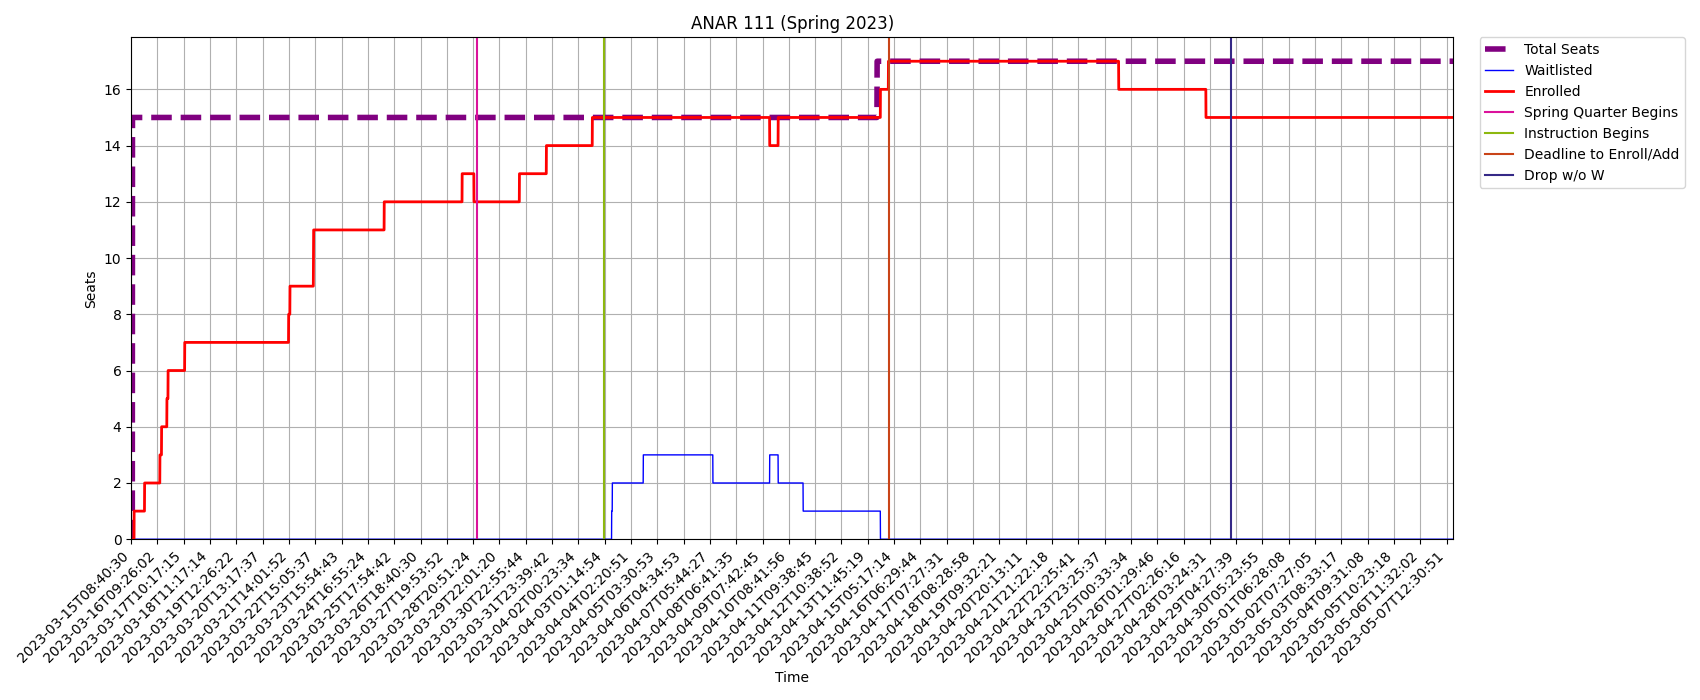 ANAR 111 (Spring 2023)
Total Seats
Waitlisted
Enrolled
Spring Quarter Begins
Instruction Begins
Deadline to Enroll/Add
Drop w/o W
Seats
16
14
12
10
8
6
4
2
0
2023-03-15T08:40:30
2023-03-16T09:26:02
2023-03-17T10:17:15
2023-03-18T11:17:14
2023-03-19T12:26:22
2023-03-20T13:17:37
2023-03-21T14:01:52
2023-03-22T15:05:37
2023-03-23T15:54:43
2023-03-24T16:55:24
2023-03-25T17:54:42
2023-03-26T18:40:30
2023-03-27T19:53:52
2023-03-28T20:51:24
2023-03-29T22:01:20
2023-03-30T22:55:44
2023-03-31T23:39:42
2023-04-02T00:23:34
2023-04-03T01:14:54
2023-04-04T02:20:51
2023-04-05T03:30:53
2023-04-06T04:34:53
2023-04-07T05:44:27
2023-04-08T06:41:35
2023-04-09T07:42:45
2023-04-10T08:41:56
2023-04-11T09:38:45
2023-04-12T10:38:52
2023-04-13T11:45:19
2023-04-15T05:17:14
2023-04-16T06:29:44
2023-04-17T07:27:31
2023-04-18T08:28:58
2023-04-19T09:32:21
2023-04-20T20:13:11
2023-04-21T21:22:18
2023-04-22T22:25:41
2023-04-23T23:25:37
2023-04-25T00:33:34
2023-04-26T01:29:46
2023-04-27T02:26:16
2023-04-28T03:24:31
2023-04-29T04:27:39
2023-04-30T05:23:55
2023-05-01T06:28:08
2023-05-02T07:27:05
2023-05-03T08:33:17
2023-05-04T09:31:08
2023-05-05T10:23:18
2023-05-06T11:32:02
2023-05-07T12:30:51
Time